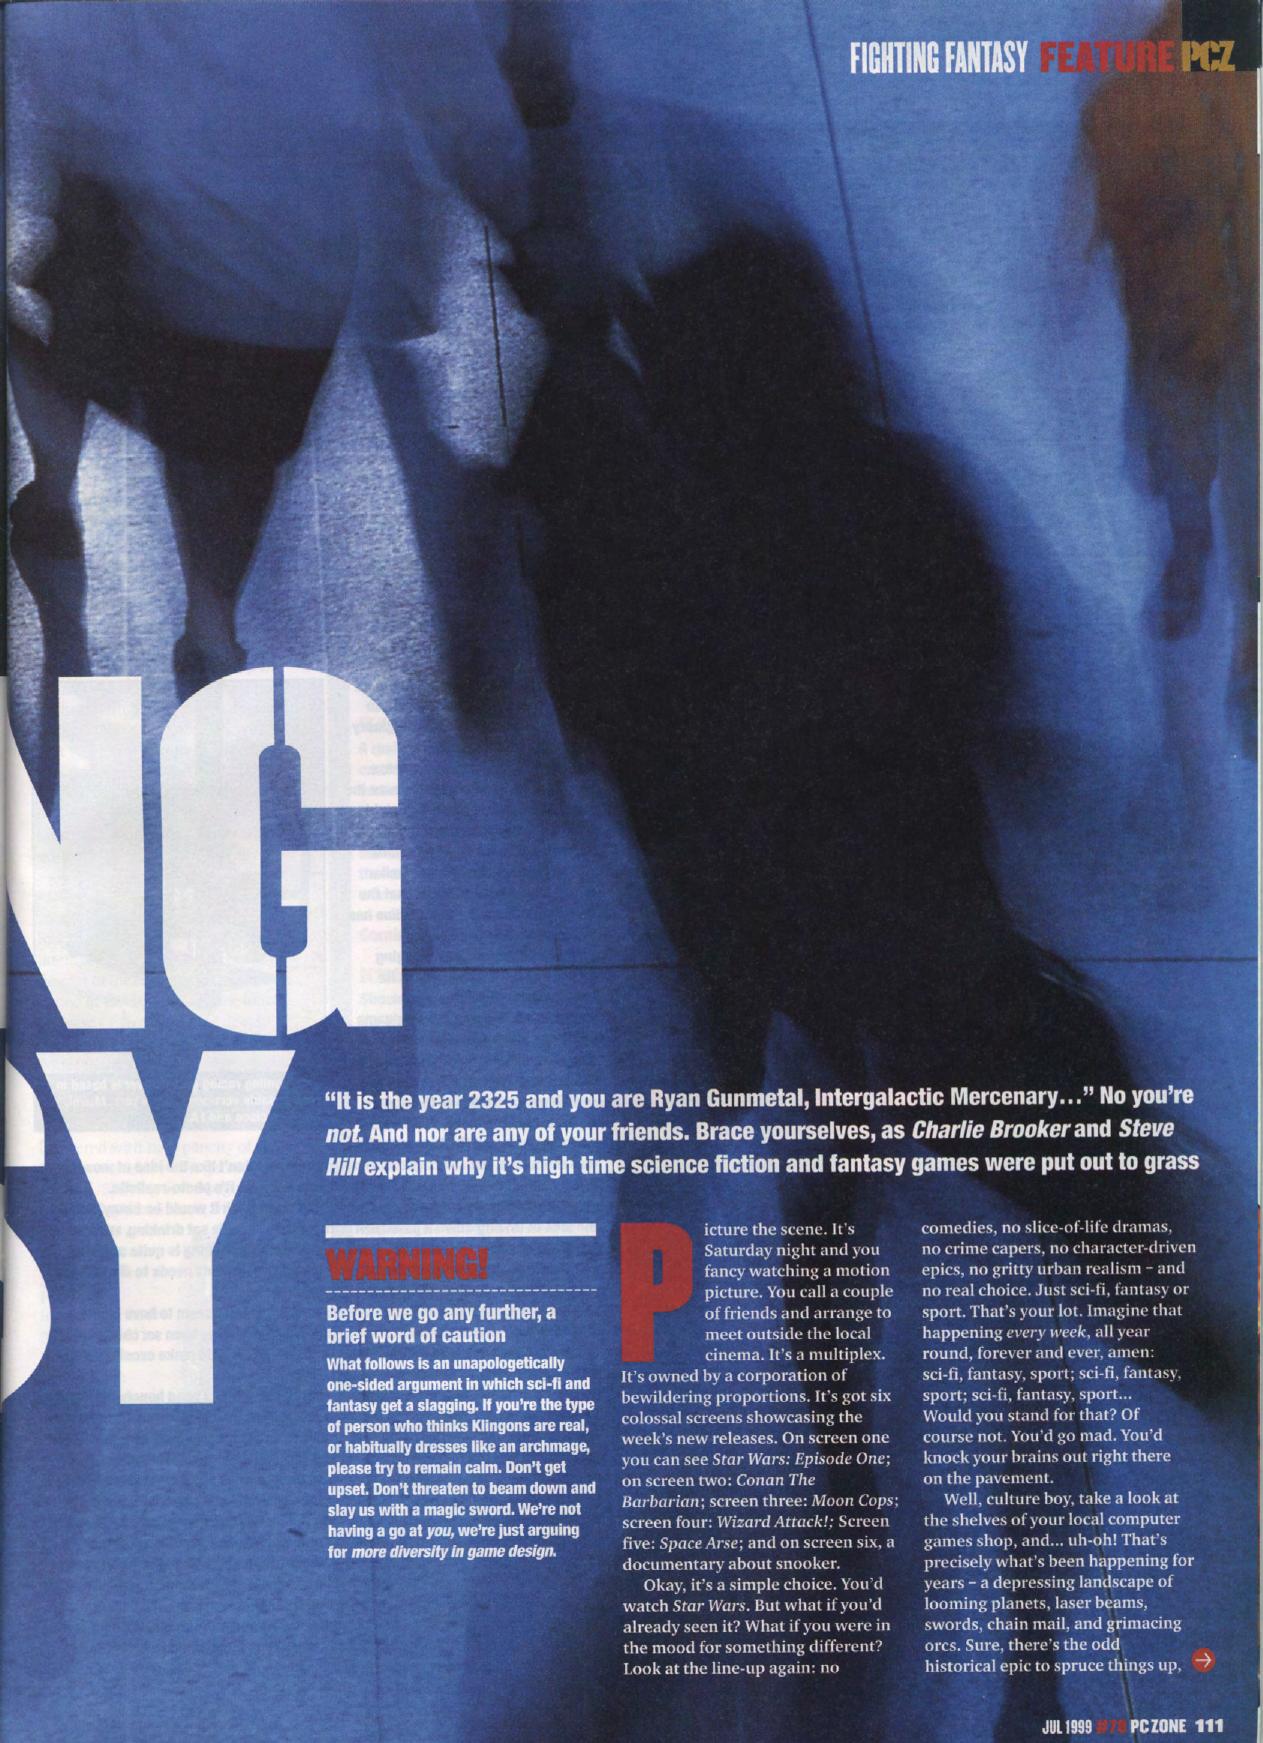 FIGHTING FANTASY FEATURE PCZ
NG
SY
“It is the year 2325 and you are Ryan Gunmetal, Intergalactic Mercenary...” No you’re
not. And nor are any of your friends. Brace yourselves, as Charlie Brooker and Steve
Hill explain why it’s high time science fiction and fantasy games were put out to grass
WARNING!
Before we go any further, a
brief word of caution
What follows is an unapologetically
one-sided argument in which sci-fi and
fantasy get a slagging. If you’re the type
of person who thinks Klingons are real,
or habitually dresses like an archmage,
please try to remain calm. Don’t get
upset. Don’t threaten to beam down and
slay us with a magic sword. We’re not
having a go at you, we’re just arguing
for more diversity in game design.
Picture the scene. It’s
Saturday night and you
fancy watching a motion
picture. You call a couple
of friends and arrange to
meet outside the local
cinema. It’s a multiplex.
It’s owned by a corporation of
bewildering proportions. It’s got six
colossal screens showcasing the
week’s new releases. On screen one
you can see Star Wars: Episode One;
on screen two: Conan The
Barbarian; screen three: Moon Cops;
screen four: Wizard Attack!; Screen
five: Space Arse; and on screen six, a
documentary about snooker.
Okay, it’s a simple choice. You’d
watch Star Wars. But what if you’d
already seen it? What if you were in
the mood for something different?
Look at the line-up again: no
comedies, no slice-of-life dramas,
no crime capers, no character-driven
epics, no gritty urban realism – and
no real choice. Just sci-fi, fantasy or
sport. That’s your lot. Imagine that
happening every week, all year
round, forever and ever, amen:
sci-fi, fantasy, sport; sci-fi, fantasy,
sport; sci-fi, fantasy, sport...
Would you stand for that? Of
course not. You’d go mad. You’d
knock your brains out right there
on the pavement.
Well, culture boy, take a look at
the shelves of your local computer
games shop, and... uh-oh! That’s
precisely what’s been happening for
years – a depressing landscape of
looming planets, laser beams,
swords, chain mail, and grimacing
orcs. Sure, there’s the odd
historical epic to spruce things up,
JUL 1999 #78 PC ZONE 111